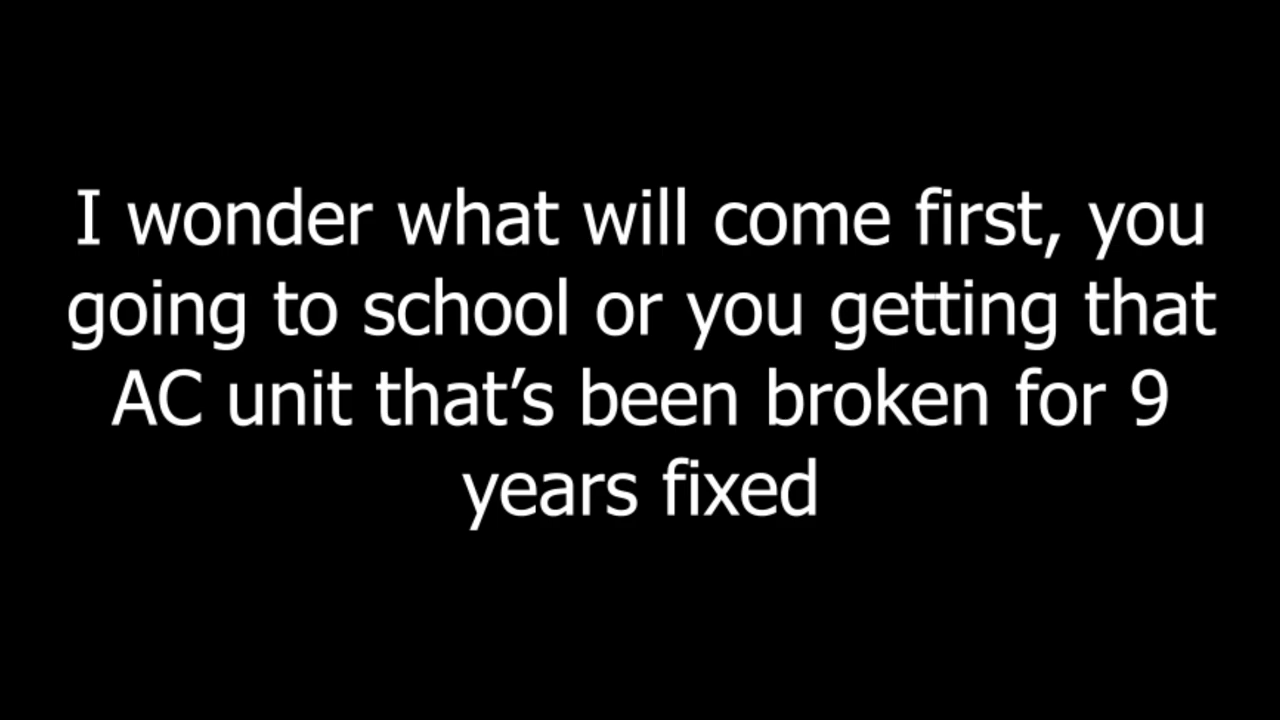 I wonder what will come first, you
going to school or you getting that
AC unit that’s been broken for 9
years fixed